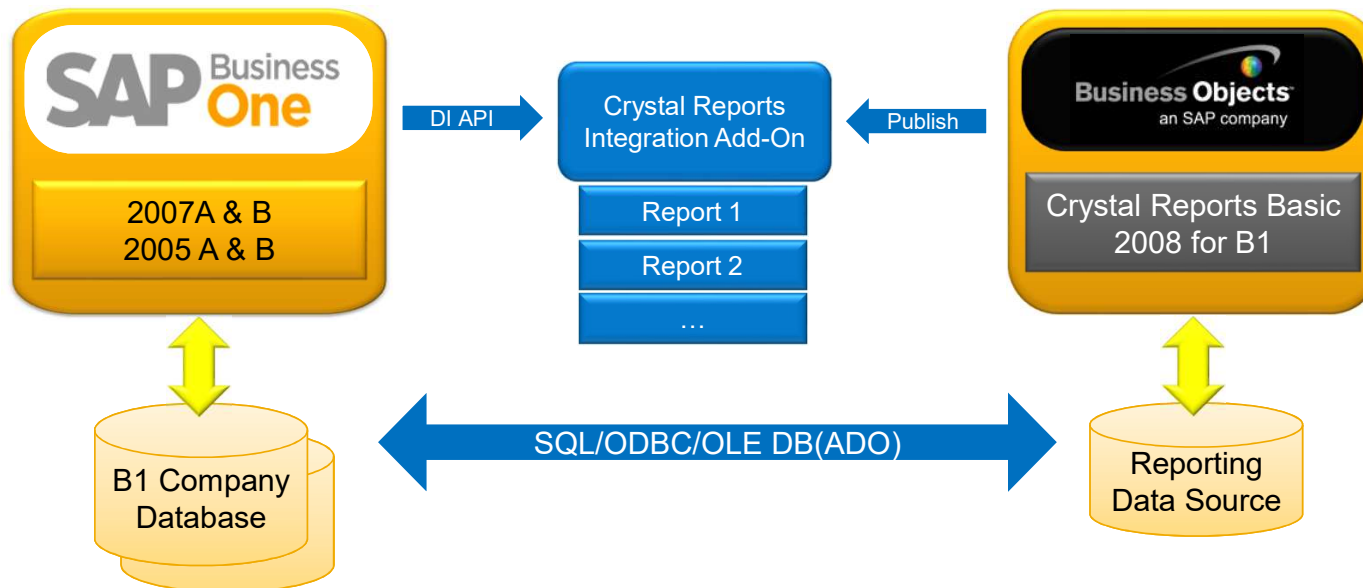 SAP Business
One
2007A & B
2005 A & B
DI API
Crystal Reports
Integration Add-On
Report 1
Report 2
…
Publish
Business Objects™
an SAP company
Crystal Reports Basic
2008 for B1
B1 Company
Database
SQL/ODBC/OLE DB(ADO)
Reporting
Data Source